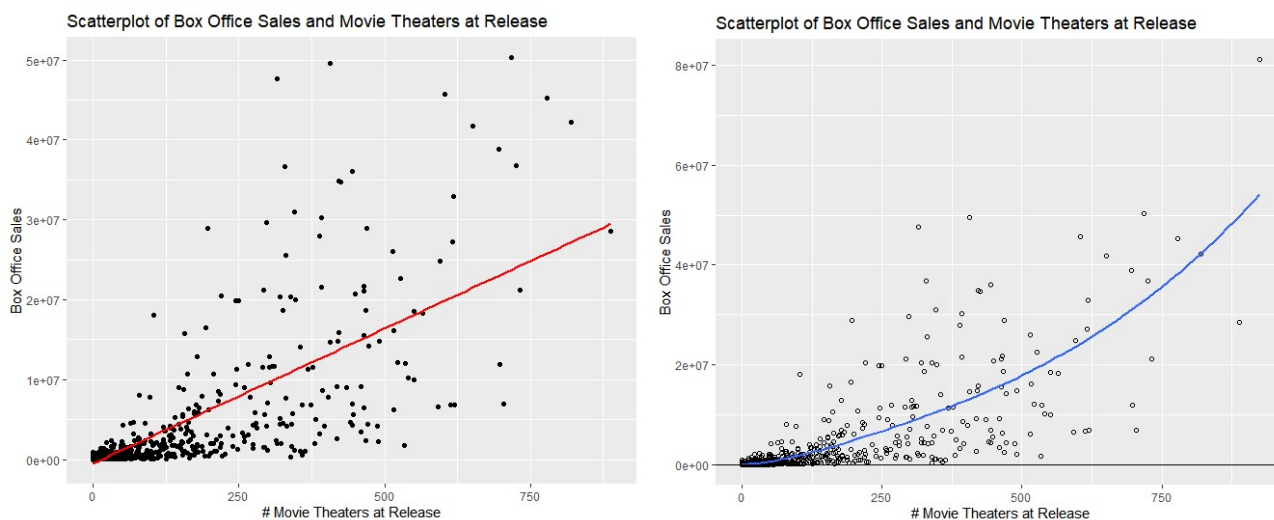 Scatterplot of Box Office Sales and Movie Theaters at Release
5e+07
4e+07
3e+07
2e+07
1e+07
0e+00
Box Office Sales
0 250 500 750
# Movie Theaters at Release
Scatterplot of Box Office Sales and Movie Theaters at Release
8e+07
6e+07
4e+07
2e+07
0e+00
Box Office Sales
0 250 500 750
# Movie Theaters at Release